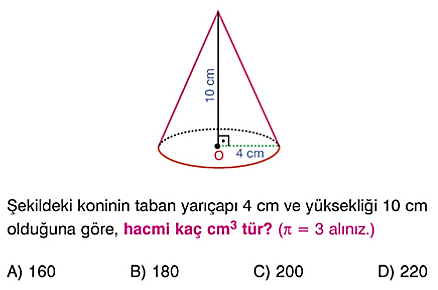 10 cm
O
4 cm
Şekildeki koninin taban yarıçapı 4 cm ve yüksekliği 10 cm
olduğuna göre, hacmi kaç cm³ tür? (π = 3 alınız.)
A) 160 B) 180 C) 200 D) 220